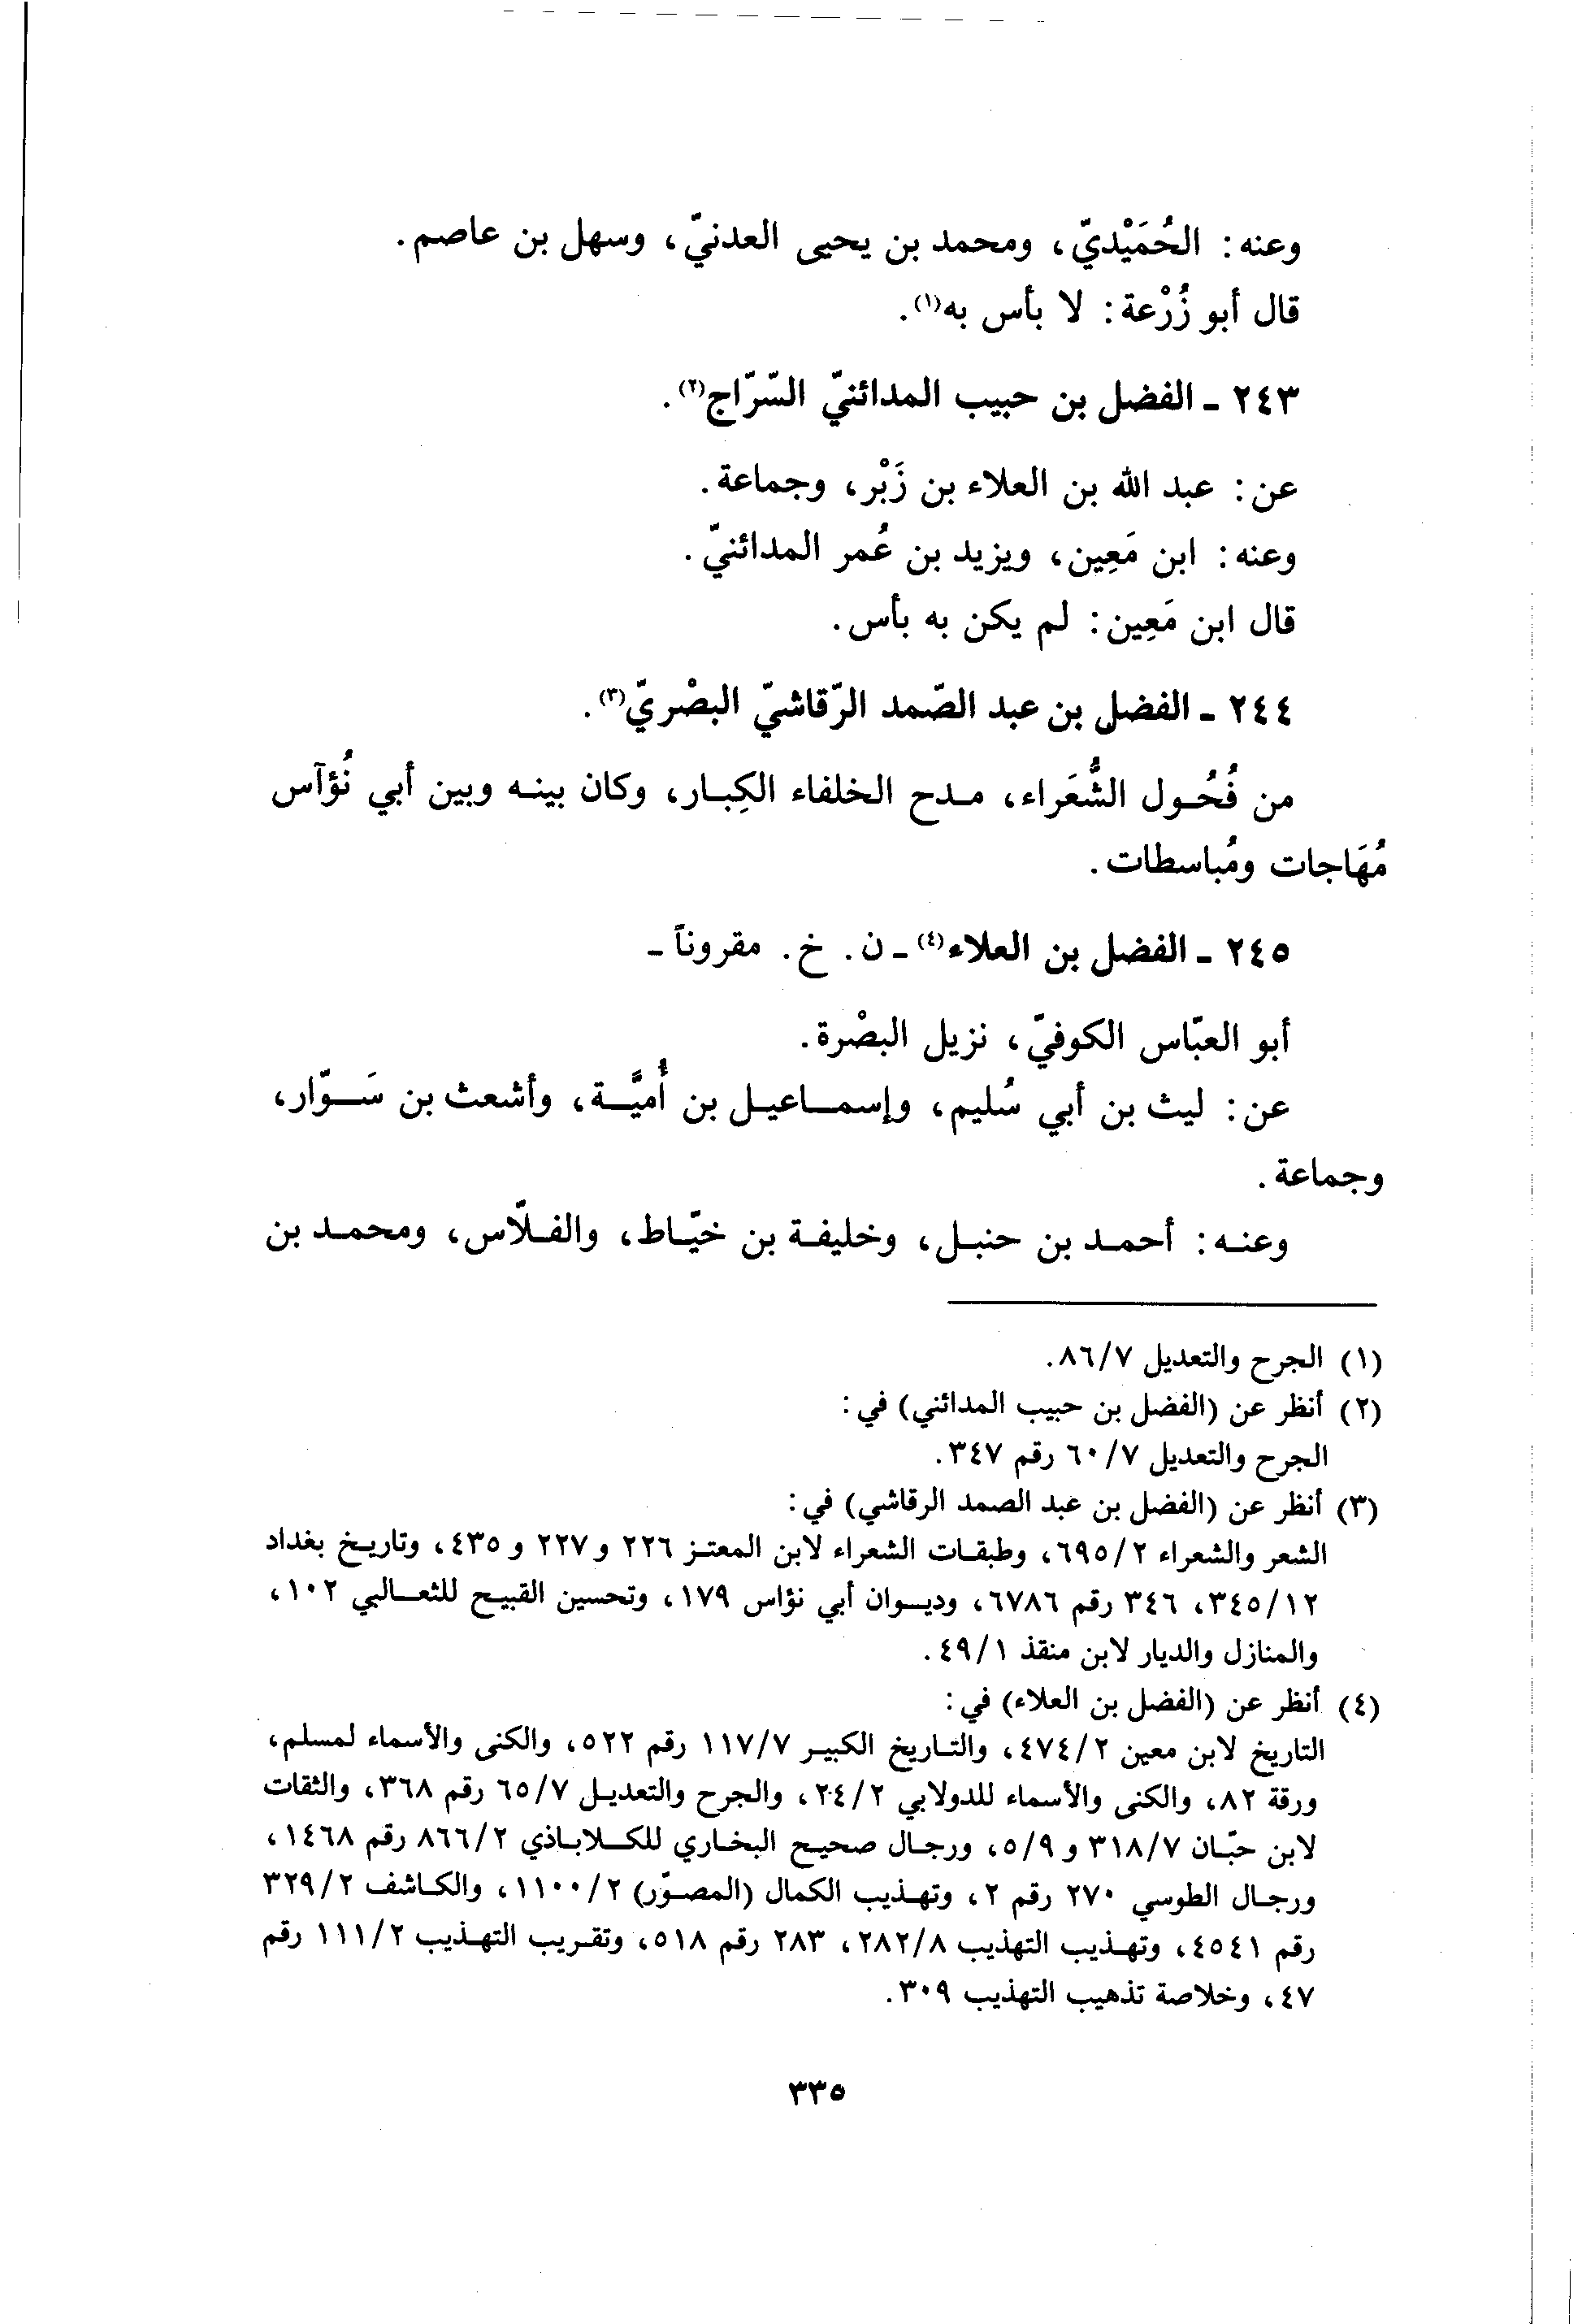 وعنه: الحُمَيْديّ، ومحمد بن يحيى العدنيّ، وسهل بن عاصم.
قال أبو زُرْعة: لا بأس به(١).
٢٤٣ ـ الفضل بن حبيب المدائنيّ السّرّاج(٢).
عن: عبد الله بن العلاء بن زَبْر، وجماعة.
وعنه: ابن مَعِين، ويزيد بن عُمر المدائنيّ.
قال ابن مَعِين: لم يكن به بأس.
٢٤٤ ـ الفضل بن عبد الصّمد الرّقاشيّ البصْريّ(٣).
من فُحُول الشُّعَراء، مدح الخلفاء الكِبار، وكان بينه وبين أبي نُؤآس
مُهَاجات ومُباسطات.
٢٤٥ ـ الفضل بن العلاء(٤) ـ ن. خ. مقروناً ـ
أبو العبّاس الكوفيّ، نزيل البصْرة.
عن: ليث بن أبي سُليم، وإسماعيل بن أُميَّة، وأشعث بن سَوّار،
وجماعة.
وعنه: أحمد بن حنبل، وخليفة بن خيّاط، والفلّاس، ومحمد بن
(١) الجرح والتعديل ٨٦/٧.
(٢) أنظر عن (الفضل بن حبيب المدائني) في:
الجرح والتعديل ٦٠/٧ رقم ٣٤٧.
(٣) أنظر عن (الفضل بن عبد الصمد الرقاشي) في:
الشعر والشعراء ٦٩٥/٢، وطبقات الشعراء لابن المعتز ٢٢٦ و٢٢٧ و ٤٣٥، وتاريخ بغداد
٣٤٥/١٢، ٣٤٦ رقم ٦٧٨٦، وديوان أبي نؤاس ١٧٩، وتحسين القبيح للثعالبي ١٠٢،
والمنازل والديار لابن منقذ ٤٩/١.
(٤) أنظر عن (الفضل بن العلاء) في:
التاريخ لابن معين ٤٧٤/٢، والتاريخ الكبير ١١٧/٧ رقم ٥٢٢، والكنى والأسماء لمسلم،
ورقة ٨٢، والكنى والأسماء للدولابي ٢٤/٢، والجرح والتعديل ٦٥/٧ رقم ٣٦٨، والثقات
لابن حبّان ٣١٨/٧ و ٥/٩، ورجال صحيح البخاري للكلاباذي ٨٦٦/٢ رقم ١٤٦٨،
ورجال الطوسي ٢٧٠ رقم ٢، وتهذيب الكمال (المصوّر) ١١٠٠/٢، والكاشف ٣٢٩/٢
رقم ٤٥٤١، وتهذيب التهذيب ٢٨٢/٨، ٢٨٣ رقم ٥١٨، وتقريب التهذيب ١١١/٢ رقم
٤٧، وخلاصة تذهيب التهذيب ٣٠٩.
٣٣٥